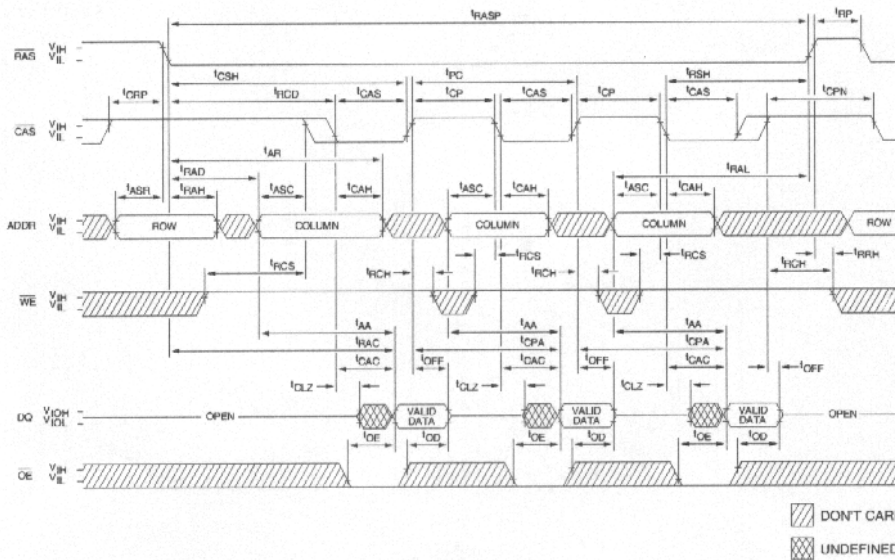 tRASP tRP
RAS VIH VIL
tCSH tPC tRSH
tCRP tRCD tCAS tCP tCAS tCP tCAS tCPN
CAS VIH VIL
tAR
tRAD tRAL
tASR tRAH tASC tCAH tASC tCAH tASC tCAH
ADDR VIH VIL ROW COLUMN COLUMN COLUMN ROW
tRCS tRCH tRCS tRCH tRCS tRCH tRRH
WE VIH VIL
tAA tAA tAA
tRAC tCPA tCPA
tCAC tOFF tCAC tOFF tCAC tOFF
tCLZ tCLZ tCLZ
DQ VIOH VIOL OPEN VALID DATA VALID DATA VALID DATA OPEN
tOE tOD tOE tOD tOE tOD
OE VIH VIL
DON'T CAR
UNDEFINED